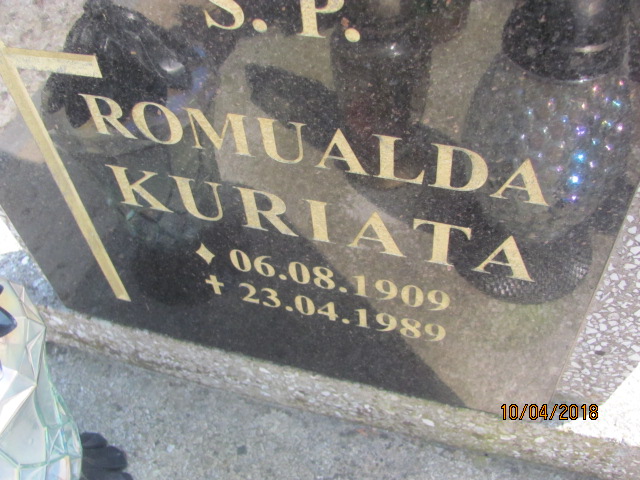 S. P.
ROMUALDA
KURIATA
♦ 06.08.1909
✝ 23.04.1989
10/04/2018